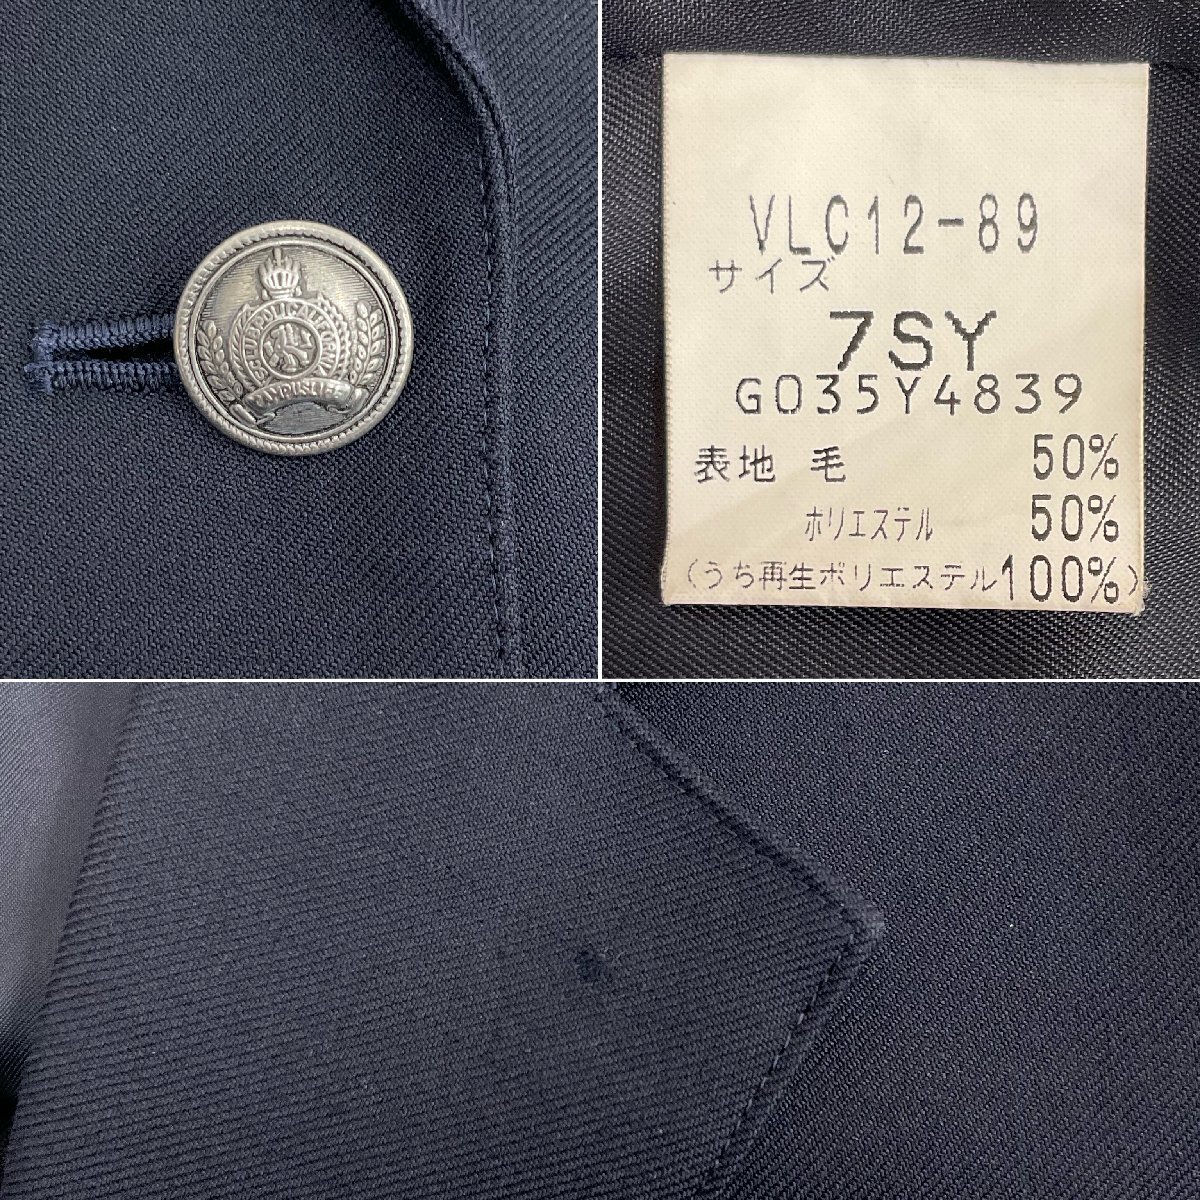 VLC12-89
サイズ
7SY
G035Y4839
表地 毛 50%
ポリエステル 50%
(うち再生ポリエステル100%)